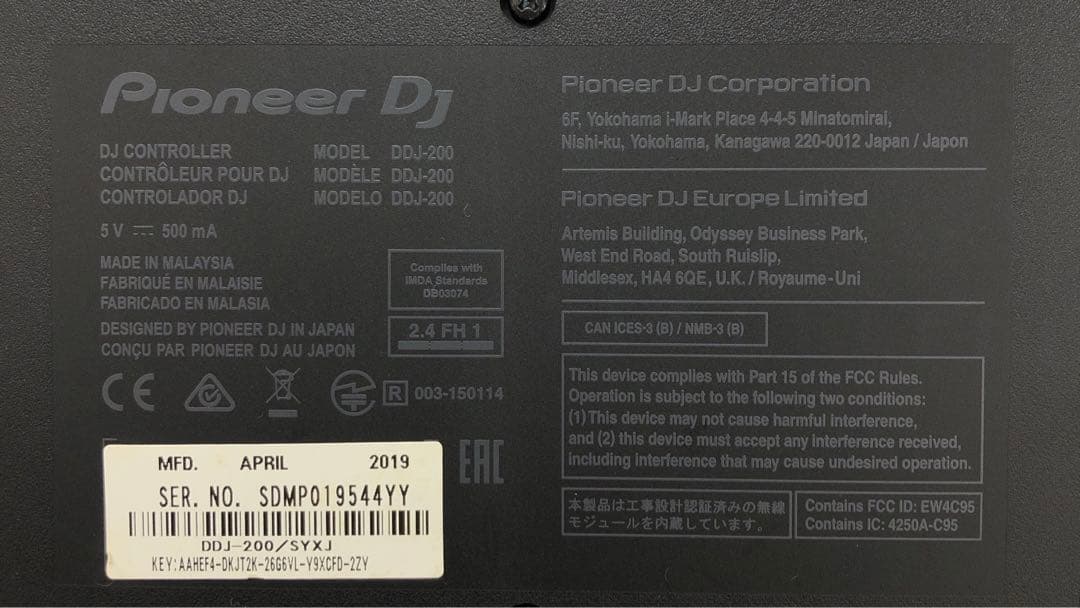 Pioneer Dj
DJ CONTROLLER MODEL DDJ-200
CONTRÔLEUR POUR DJ MODÈLE DDJ-200
CONTROLADOR DJ MODELO DDJ-200
5 V ⎓ 500 mA
MADE IN MALAYSIA
FABRIQUÉ EN MALAISIE
FABRICADO EN MALASIA
DESIGNED BY PIONEER DJ IN JAPAN
CONÇU PAR PIONEER DJ AU JAPON
Complies with
IMDA Standards
DB03074
2.4 FH 1
CE
R 003-150114
EAC
MFD. APRIL 2019
SER. NO. SDMP019544YY
DDJ-200/SYXJ
KEY:AAHEF4-DKJT2K-26G6VL-Y9XCFD-2ZY
Pioneer DJ Corporation
6F, Yokohama i-Mark Place 4-4-5 Minatomirai,
Nishi-ku, Yokohama, Kanagawa 220-0012 Japan / Japon
Pioneer DJ Europe Limited
Artemis Building, Odyssey Business Park,
West End Road, South Ruislip,
Middlesex, HA4 6QE, U.K. / Royaume-Uni
CAN ICES-3 (B) / NMB-3 (B)
This device complies with Part 15 of the FCC Rules.
Operation is subject to the following two conditions:
(1) This device may not cause harmful interference,
and (2) this device must accept any interference received,
including interference that may cause undesired operation.
本製品は工事設計認証済みの無線
モジュールを内蔵しています。
Contains FCC ID: EW4C95
Contains IC: 4250A-C95